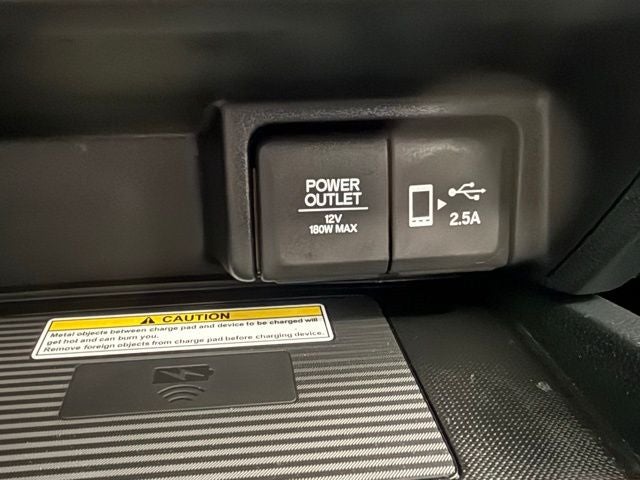 POWER
OUTLET
12V
180W MAX
2.5A
CAUTION
Metal objects between charge pad and device to be charged will
get hot and can burn you.
Remove foreign objects from charge pad before charging device.